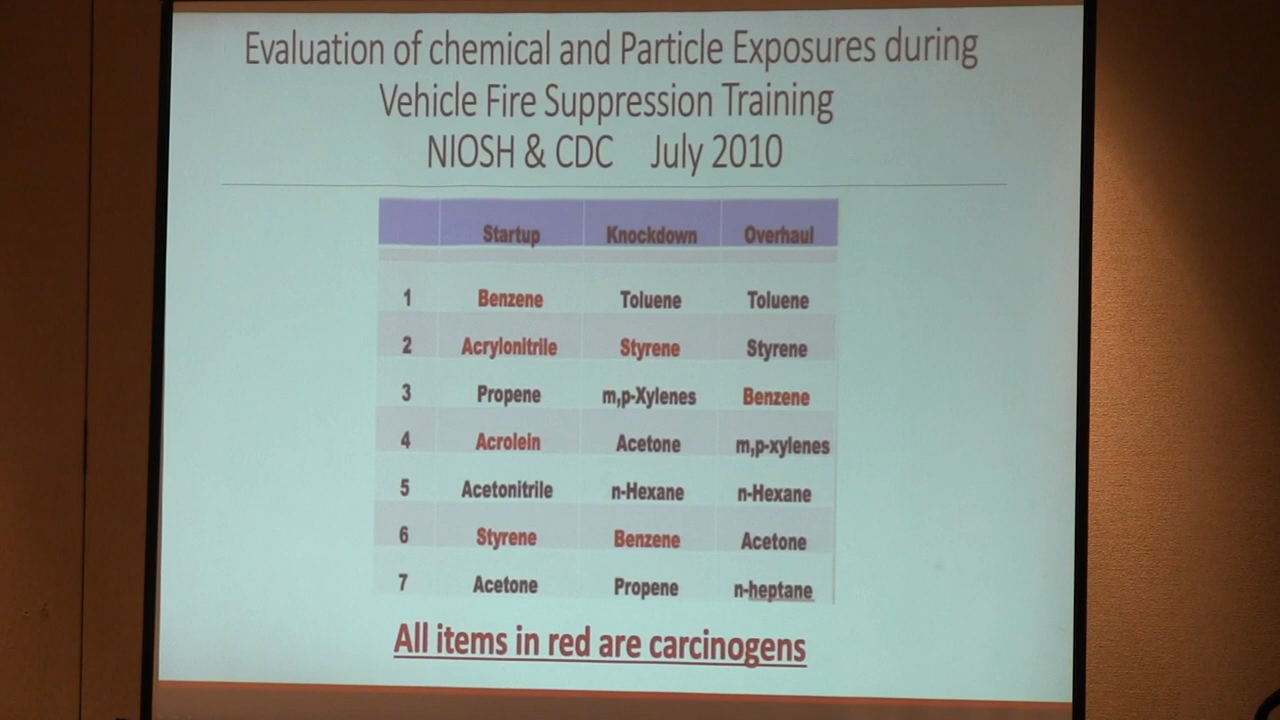 Evaluation of chemical and Particle Exposures during
Vehicle Fire Suppression Training
NIOSH & CDC July 2010
Startup Knockdown Overhaul
1 Benzene Toluene Toluene
2 Acrylonitrile Styrene Styrene
3 Propene m,p-Xylenes Benzene
4 Acrolein Acetone m,p-xylenes
5 Acetonitrile n-Hexane n-Hexane
6 Styrene Benzene Acetone
7 Acetone Propene n-heptane
All items in red are carcinogens